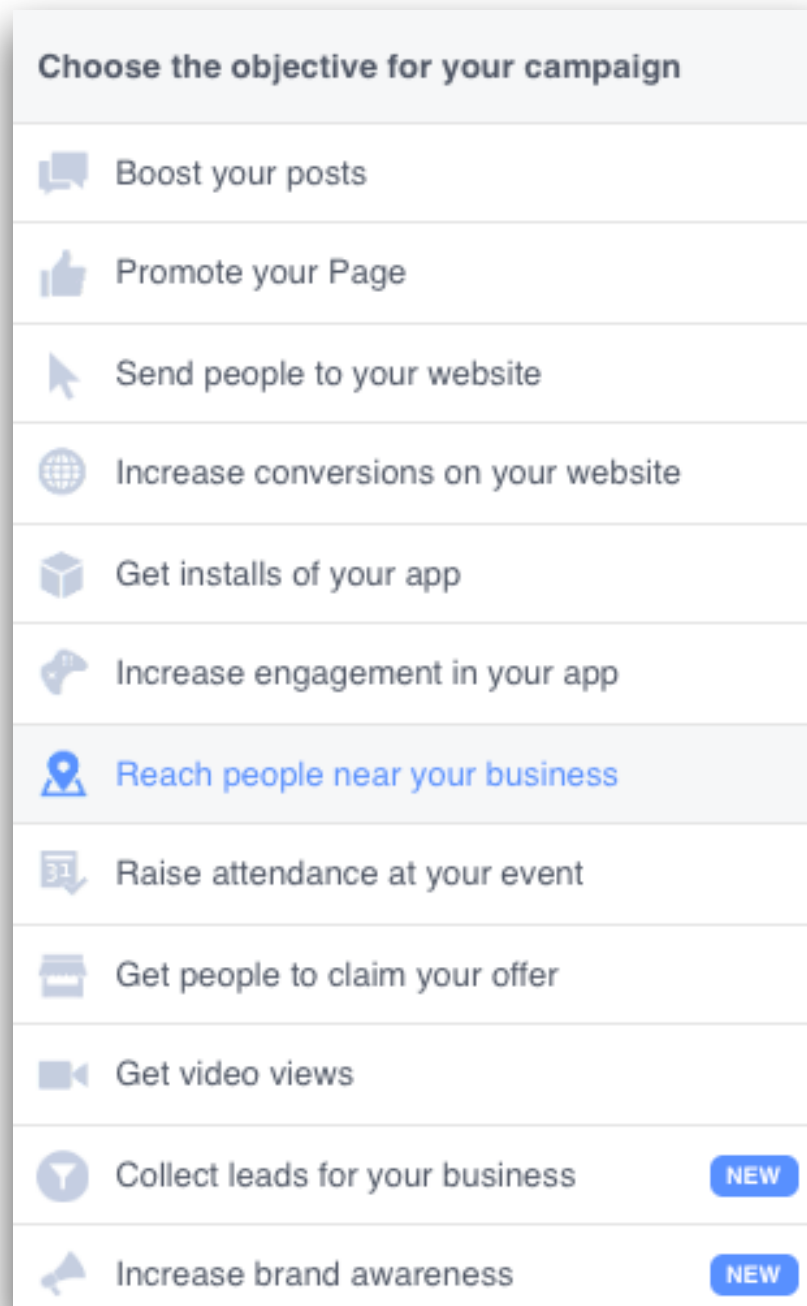 Choose the objective for your campaign
Boost your posts
Promote your Page
Send people to your website
Increase conversions on your website
Get installs of your app
Increase engagement in your app
Reach people near your business
31
Raise attendance at your event
Get people to claim your offer
Get video views
Collect leads for your business NEW
Increase brand awareness NEW